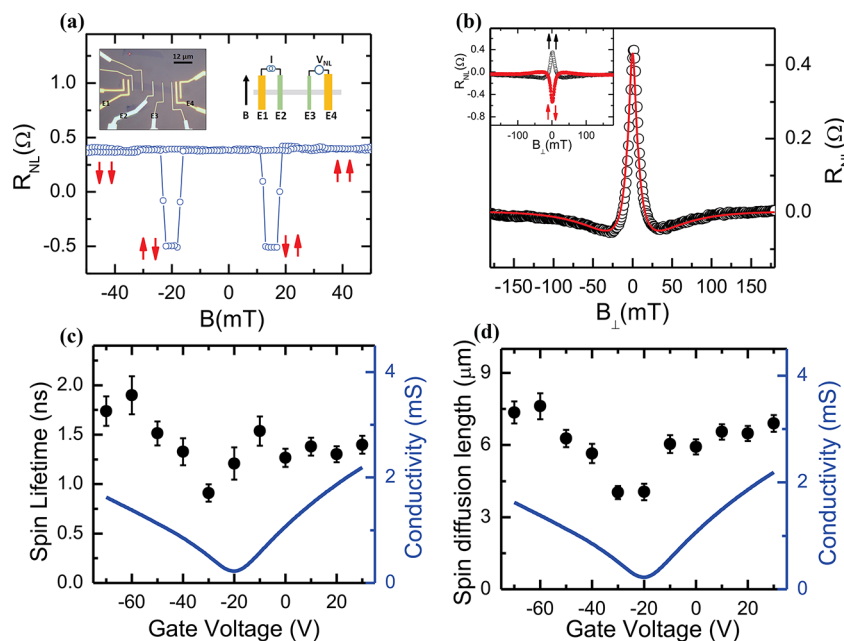 (a)
12 μm
E1
E2
E3
E4
I
V_NL
B
E1 E2 E3 E4
1.0
0.5
0.0
-0.5
R_NL(Ω)
-40 -20 0 20 40
B(mT)
(b)
0.4
0.0
-0.4
-0.8
R_NL(Ω)
-150 0 150
B⊥(mT)
0.4
0.2
0.0
R_NL(Ω)
-150 -100 -50 0 50 100 150
B⊥(mT)
(c)
2.0
1.5
1.0
0.5
0.0
Spin Lifetime (ns)
4
2
0
Conductivity (mS)
-60 -40 -20 0 20
Gate Voltage (V)
(d)
9
6
3
0
Spin diffusion length (μm)
4
2
0
Conductivity (mS)
-60 -40 -20 0 20
Gate Voltage (V)